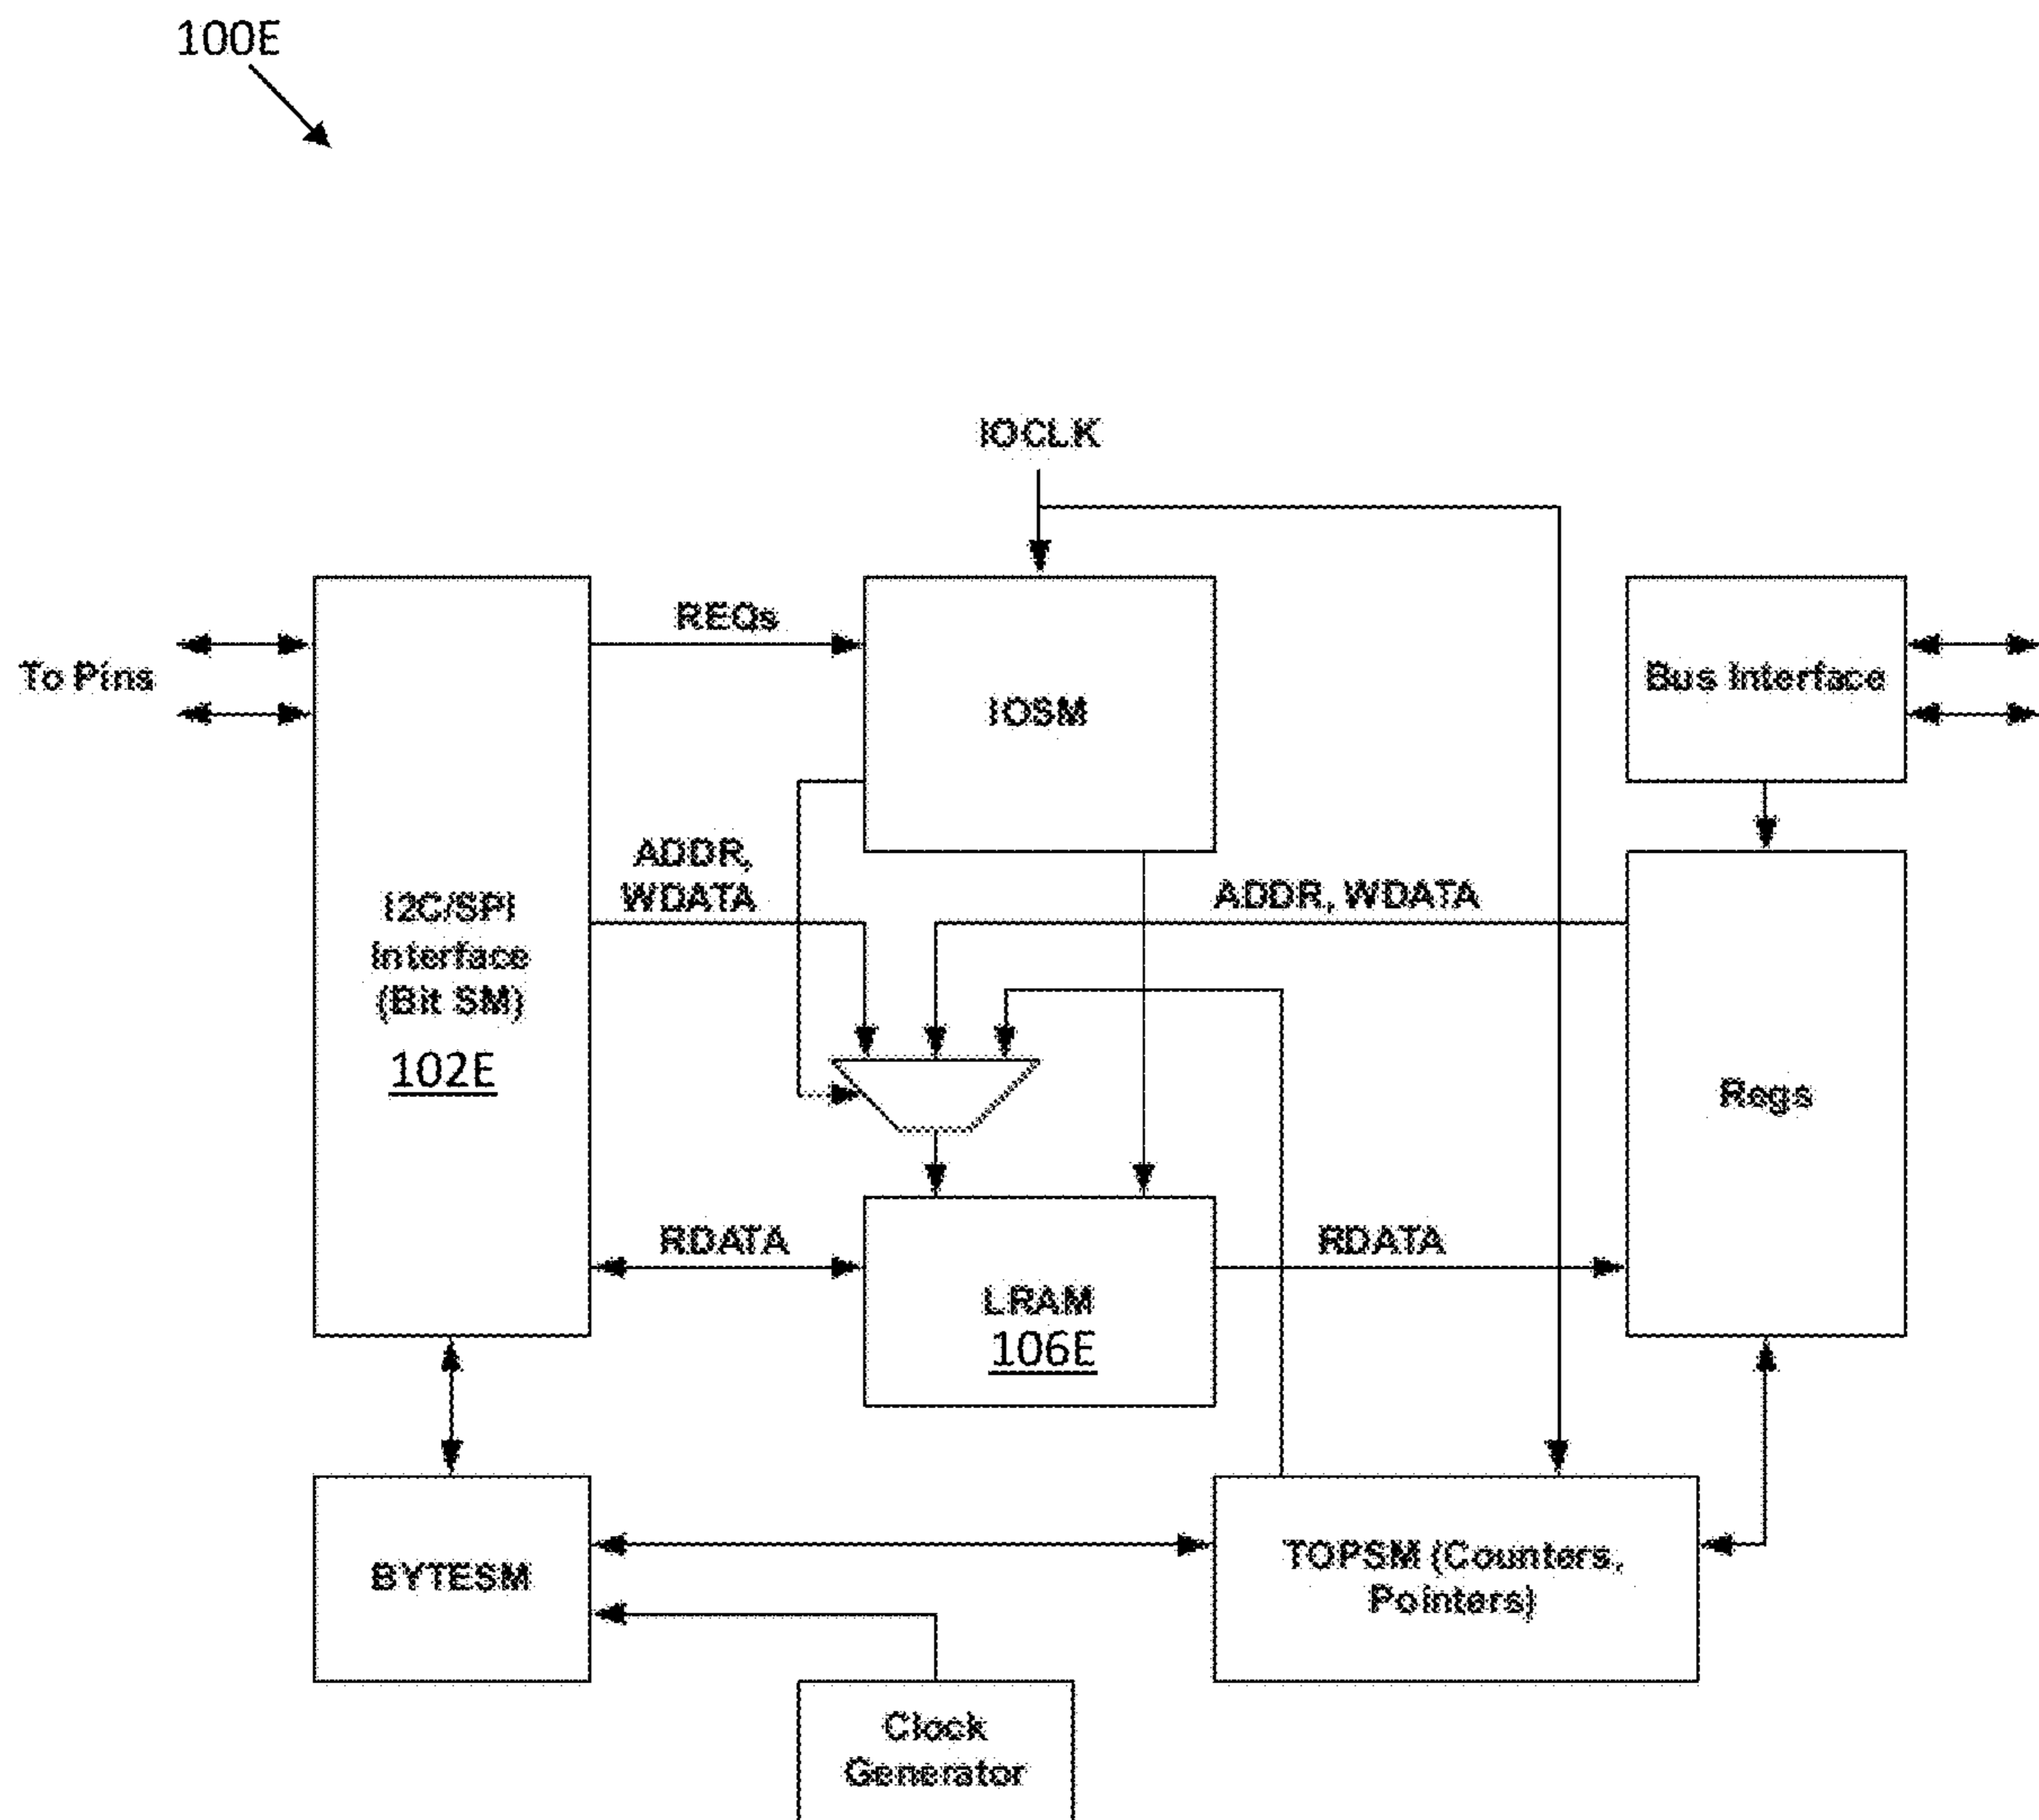 100E
IOCLK
REQs
To Pins
IOSM
Bus Interface
ADDR,
WDATA
ADDR, WDATA
I2C/SPI
Interface
(Bit SM)
102E
Regs
RDATA
RDATA
LRAM
106E
BYTESM
TOPSM (Counters,
Pointers)
Clock
Generator